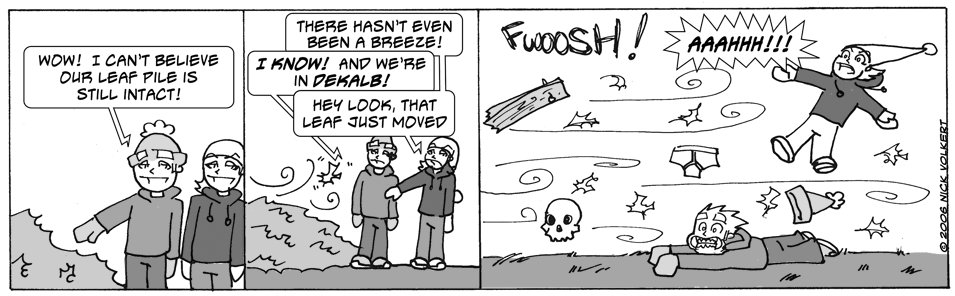 WOW! I CAN'T BELIEVE
OUR LEAF PILE IS
STILL INTACT!
THERE HASN'T EVEN
BEEN A BREEZE!
I KNOW! AND WE'RE
IN DEKALB!
HEY LOOK, THAT
LEAF JUST MOVED
FWOOOSH!
AAAHHH!!!
© 2006 NICK VOLKERT